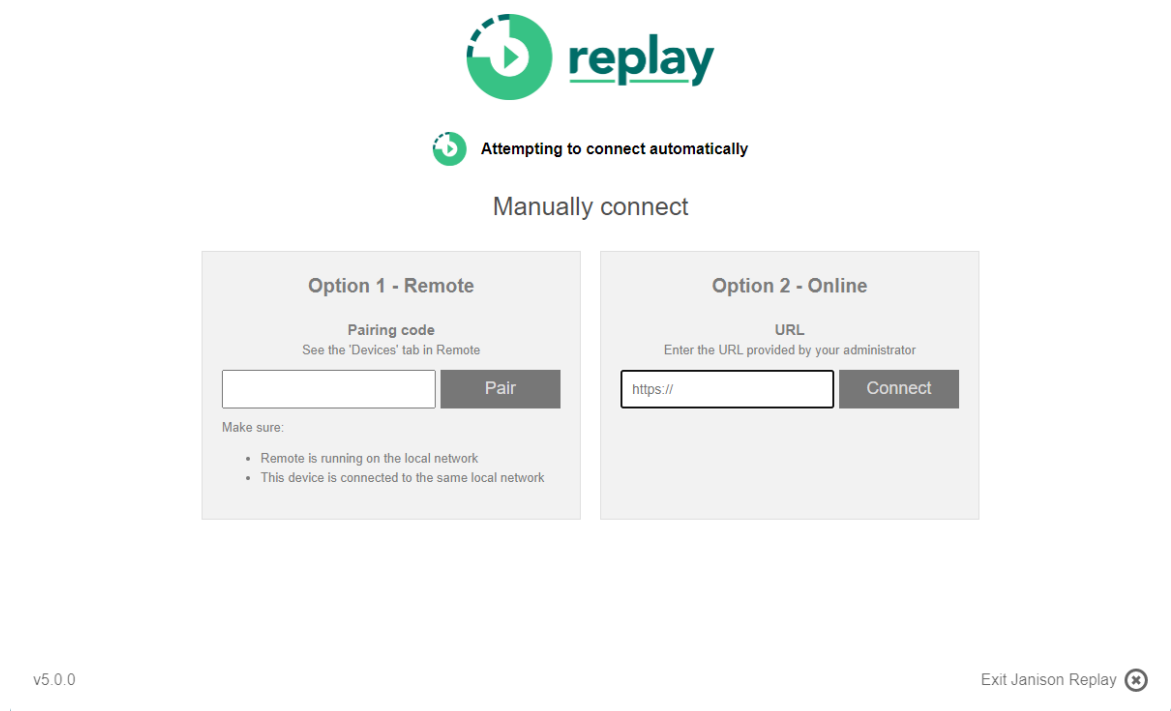 replay
Attempting to connect automatically
Manually connect
Option 1 - Remote
Pairing code
See the 'Devices' tab in Remote
Pair
Make sure:
Remote is running on the local network
This device is connected to the same local network
Option 2 - Online
URL
Enter the URL provided by your administrator
https://
Connect
v5.0.0
Exit Janison Replay